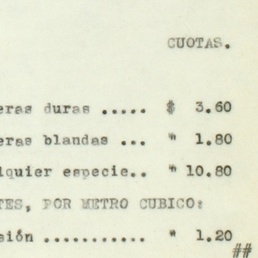 CUOTAS.
eras duras ..... $ 3.60
eras blandas ... " 1.80
lquier especie.. " 10.80
TES, POR METRO CUBICO:
sión ........... " 1.20
##